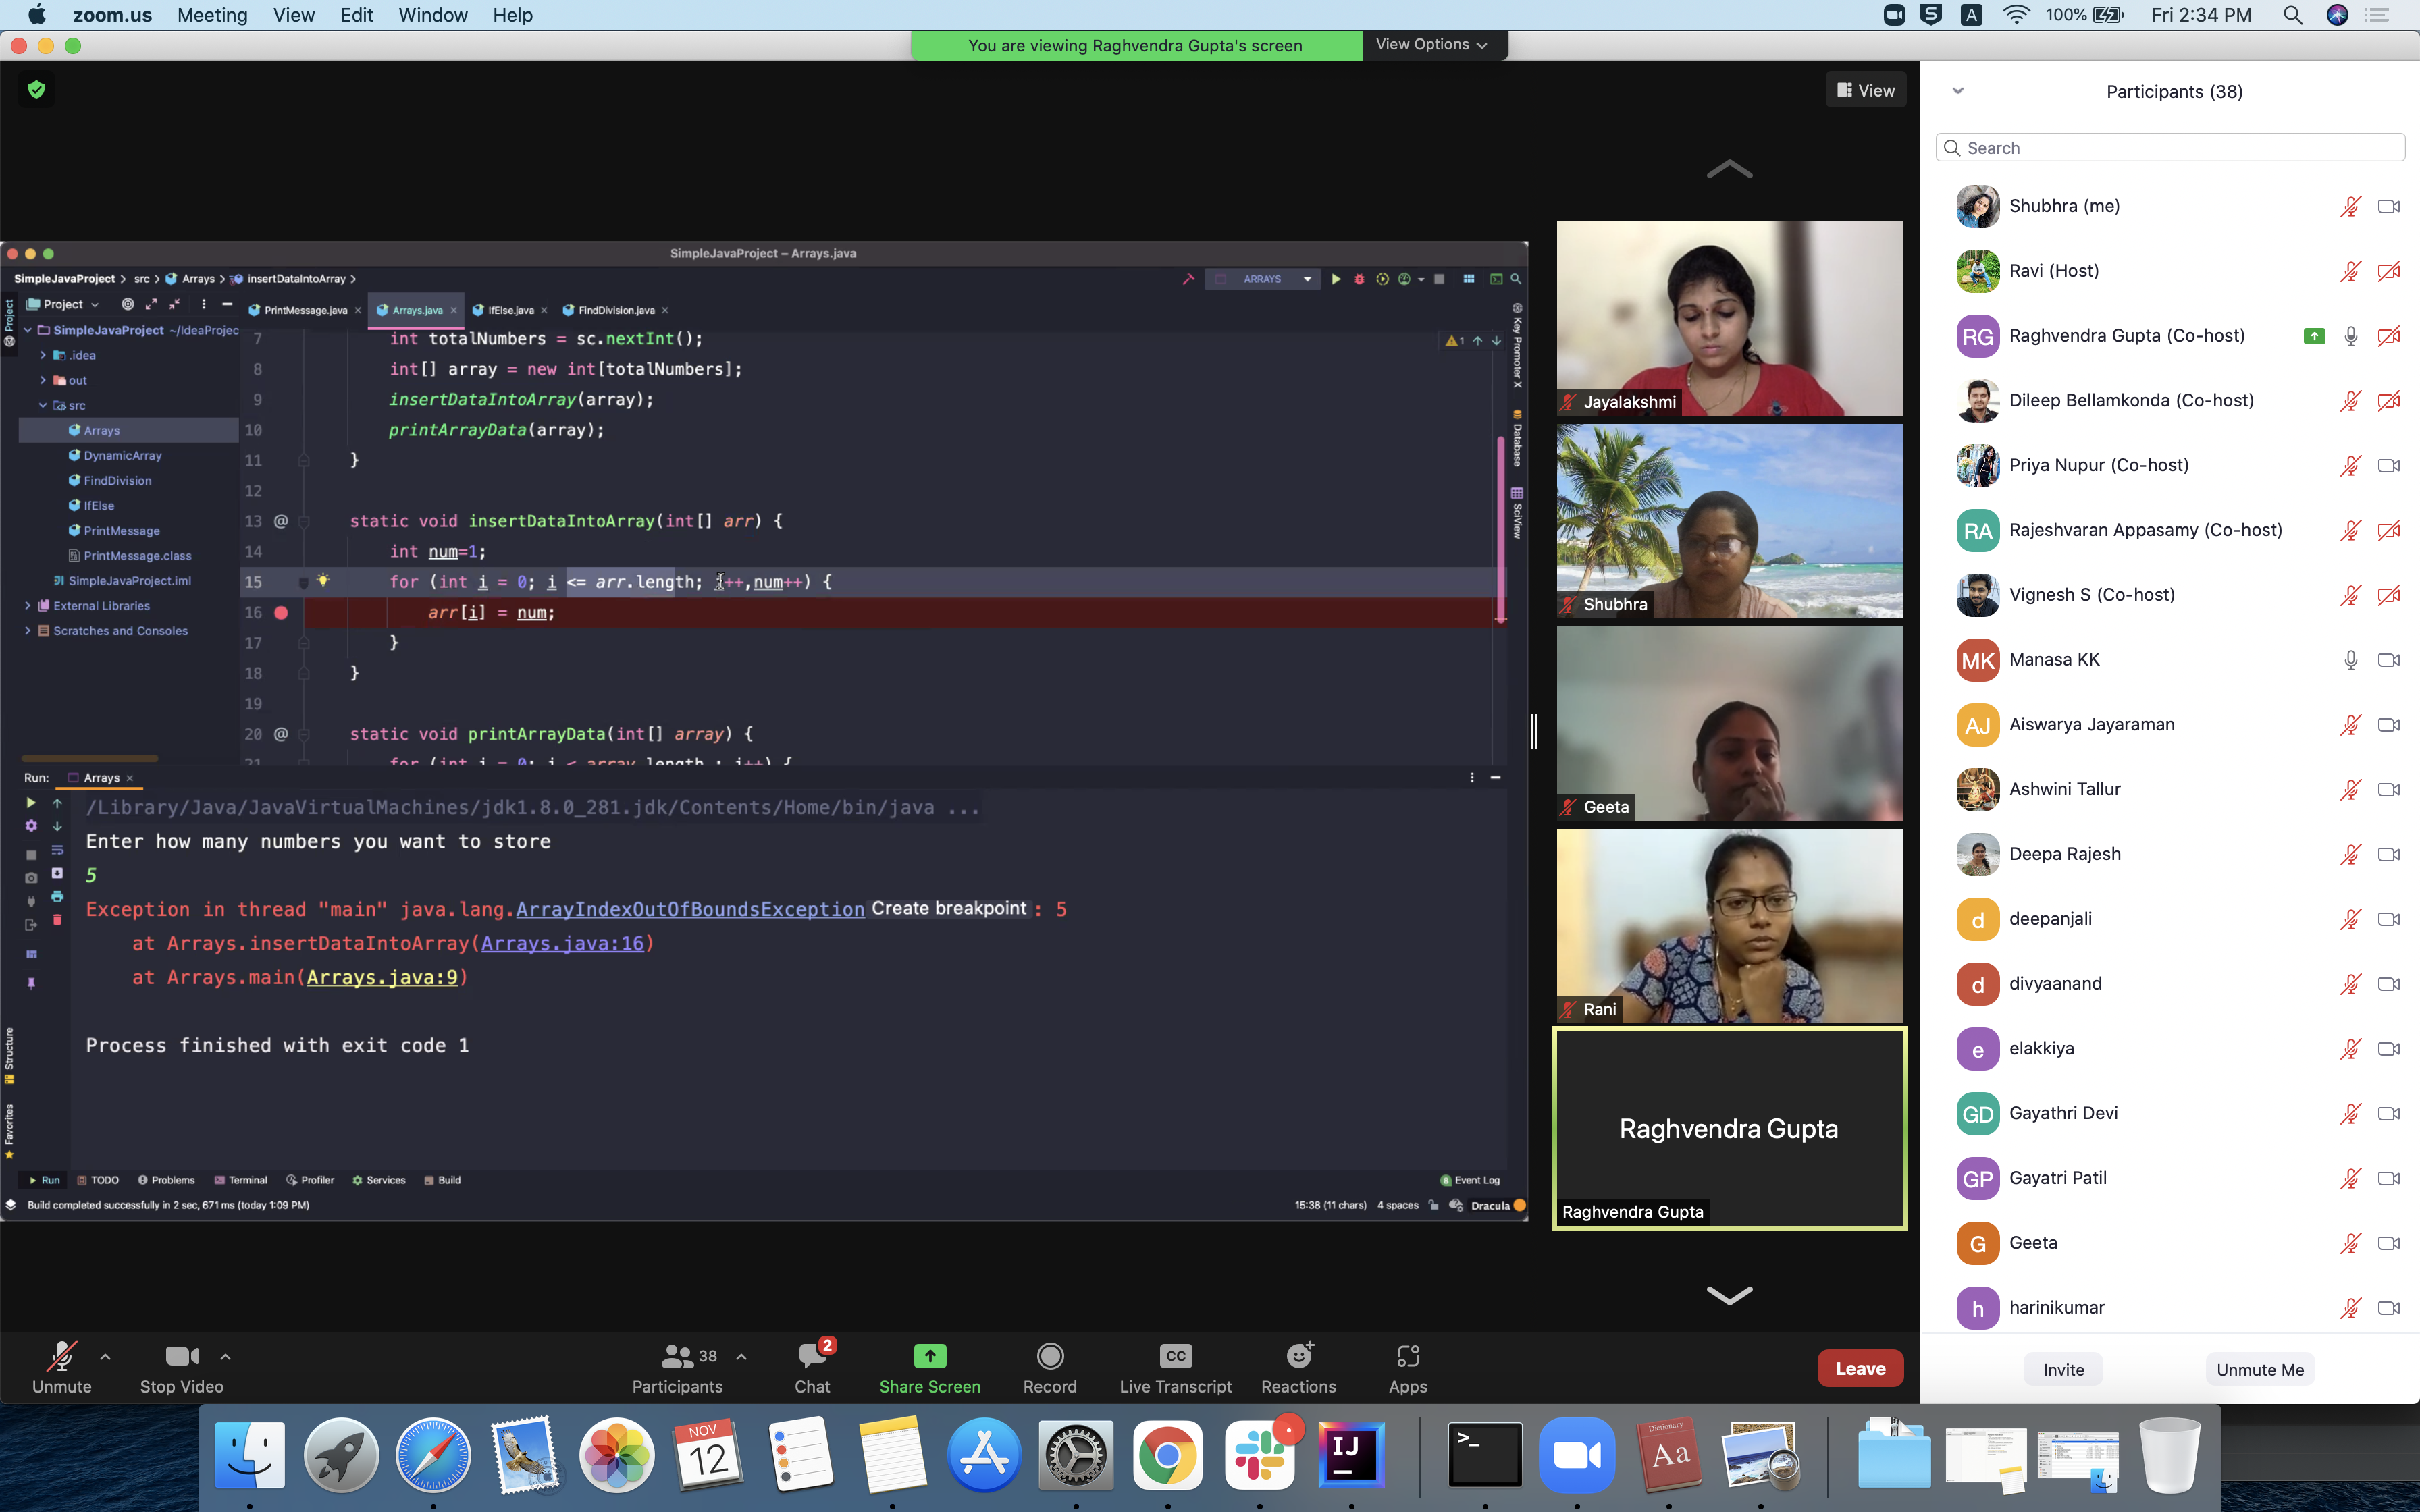 zoom.us Meeting View Edit Window Help
100% Fri 2:34 PM
You are viewing Raghvendra Gupta's screen View Options
View
SimpleJavaProject – Arrays.java
SimpleJavaProject > src > Arrays > insertDataIntoArray >
ARRAYS
Project
PrintMessage.java × Arrays.java × IfElse.java × FindDivision.java ×
SimpleJavaProject ~/IdeaProjec
.idea
out
src
Arrays
DynamicArray
FindDivision
IfElse
PrintMessage
PrintMessage.class
SimpleJavaProject.iml
External Libraries
Scratches and Consoles
Project
Structure
Favorites
1
Key Promoter X
Database
SciView
7 int totalNumbers = sc.nextInt();
8 int[] array = new int[totalNumbers];
9 insertDataIntoArray(array);
10 printArrayData(array);
11 }
12
13 @ static void insertDataIntoArray(int[] arr) {
14 int num=1;
15 for (int i = 0; i <= arr.length; i++,num++) {
16 arr[i] = num;
17 }
18 }
19
20 @ static void printArrayData(int[] array) {
21 for (int i = 0; i < array.length ; i++) {
Run: Arrays ×
/Library/Java/JavaVirtualMachines/jdk1.8.0_281.jdk/Contents/Home/bin/java ...
Enter how many numbers you want to store
5
Exception in thread "main" java.lang.ArrayIndexOutOfBoundsException Create breakpoint : 5
at Arrays.insertDataIntoArray(Arrays.java:16)
at Arrays.main(Arrays.java:9)
Process finished with exit code 1
Run TODO Problems Terminal Profiler Services Build
Event Log
Build completed successfully in 2 sec, 671 ms (today 1:09 PM)
15:38 (11 chars) 4 spaces Dracula
Jayalakshmi
Shubhra
Geeta
Rani
Raghvendra Gupta
Raghvendra Gupta
Participants (38)
Search
Shubhra (me)
Ravi (Host)
RG Raghvendra Gupta (Co-host)
Dileep Bellamkonda (Co-host)
Priya Nupur (Co-host)
RA Rajeshvaran Appasamy (Co-host)
Vignesh S (Co-host)
MK Manasa KK
AJ Aiswarya Jayaraman
Ashwini Tallur
Deepa Rajesh
d deepanjali
d divyaanand
e elakkiya
GD Gayathri Devi
GP Gayatri Patil
G Geeta
h harinikumar
Invite Unmute Me
38
2
CC
Unmute Stop Video Participants Chat Share Screen Record Live Transcript Reactions Apps
Leave
NOV
12
IJ
>_
Dictionary
Aa